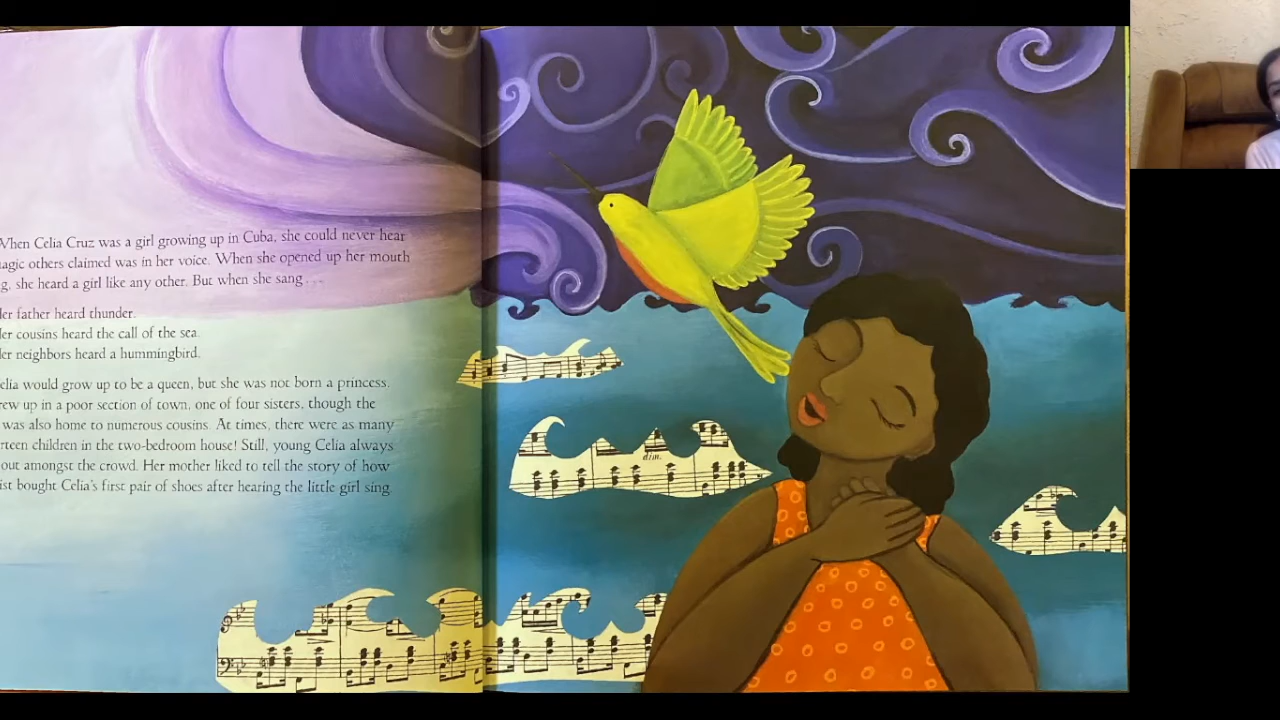 When Celia Cruz was a girl growing up in Cuba, she could never hear
agic others claimed was in her voice. When she opened up her mouth
g, she heard a girl like any other. But when she sang . . .
er father heard thunder.
er cousins heard the call of the sea.
er neighbors heard a hummingbird.
elia would grow up to be a queen, but she was not born a princess.
rew up in a poor section of town, one of four sisters, though the
was also home to numerous cousins. At times, there were as many
rteen children in the two-bedroom house! Still, young Celia always
out amongst the crowd. Her mother liked to tell the story of how
ist bought Celia's first pair of shoes after hearing the little girl sing.
dim.